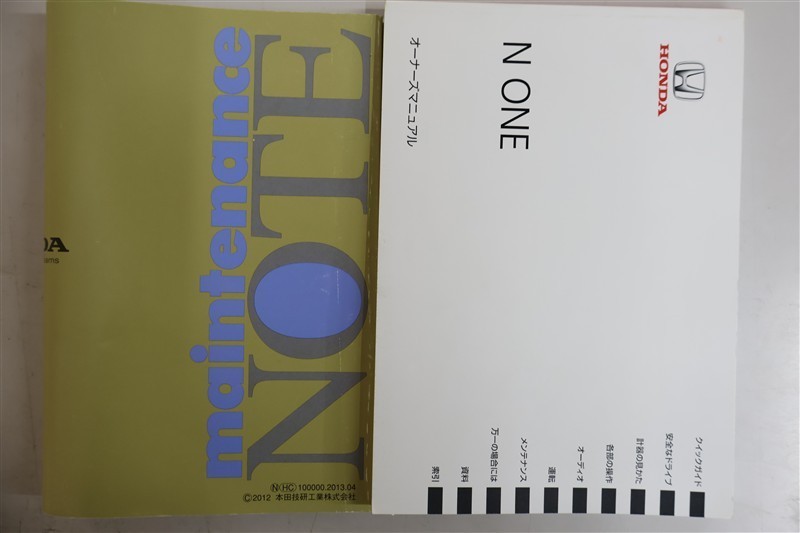 maintenance
NOTE
DA
N HC 100000.2013.04
©2012 本田技研工業株式会社
HONDA
N ONE
オーナーズマニュアル
クイックガイド
安全なドライブ
計器の見かた
各部の操作
オーディオ
運転
メンテナンス
万一の場合には
資料
索引